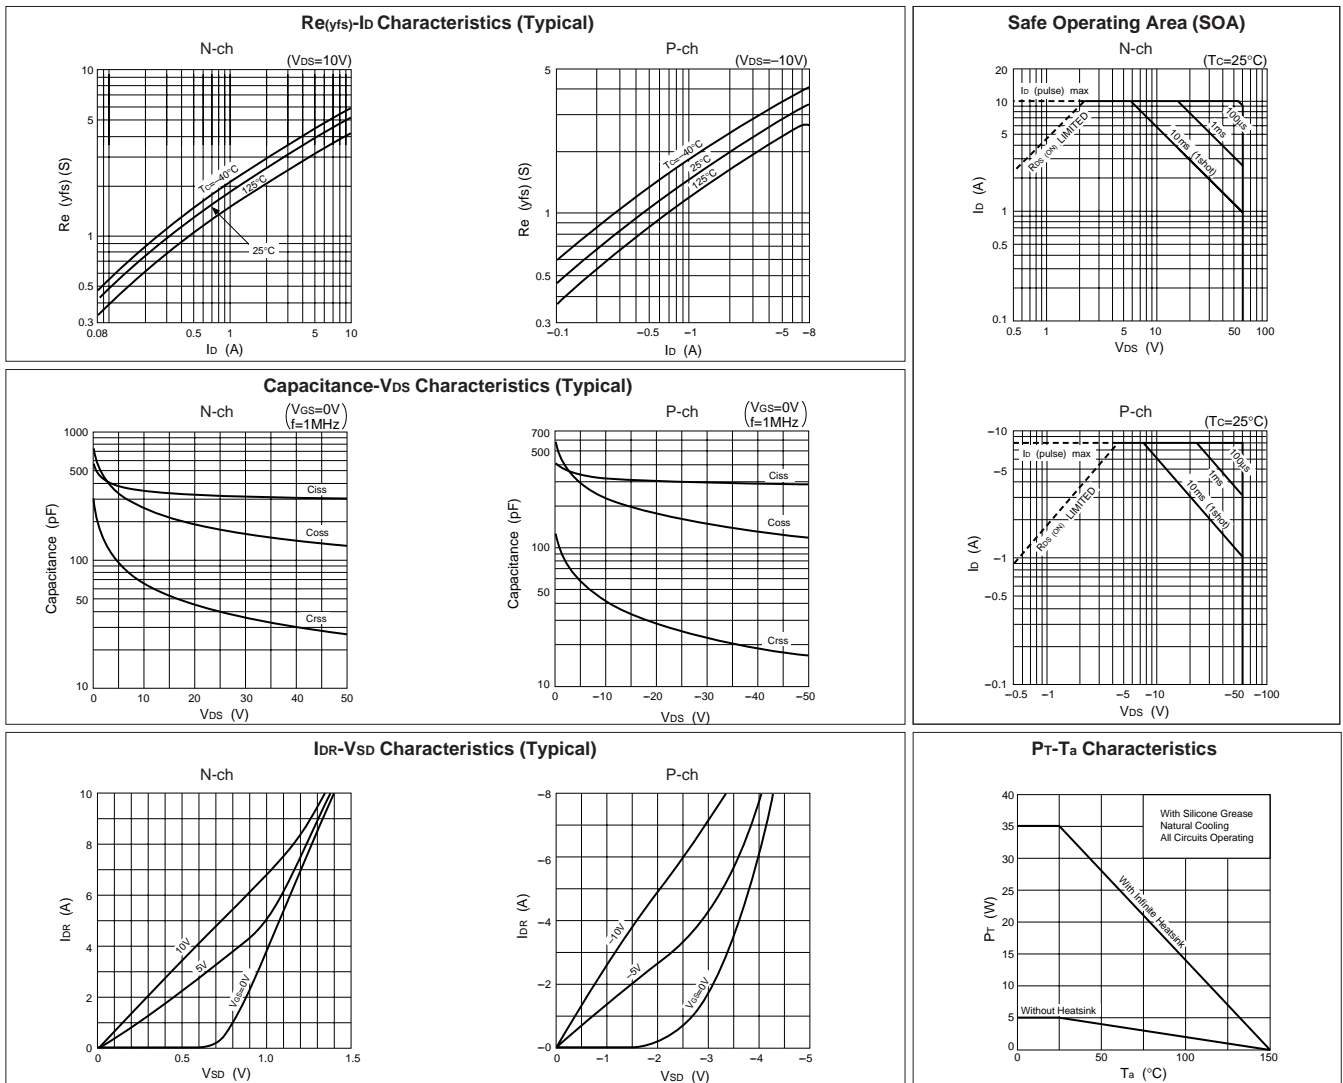 Re(yfs)-ID Characteristics (Typical)
N-ch
(VDS=10V)
10
5
1
0.5
0.3
Re (yfs) (S)
TC=−40°C
125°C
25°C
0.08
0.5
1
5
10
ID (A)
P-ch
(VDS=−10V)
5
1
0.5
0.3
Re (yfs) (S)
TC=−40°C
25°C
125°C
−0.1
−0.5
−1
−5
−8
ID (A)
Capacitance-VDS Characteristics (Typical)
N-ch
(VGS=0V
f=1MHz)
1000
500
100
50
10
Capacitance (pF)
Ciss
Coss
Crss
0
10
20
30
40
50
VDS (V)
P-ch
(VGS=0V
f=1MHz)
700
500
100
50
10
Capacitance (pF)
Ciss
Coss
Crss
0
−10
−20
−30
−40
−50
VDS (V)
IDR-VSD Characteristics (Typical)
N-ch
10
8
6
4
2
0
IDR (A)
10V
5V
VGS=0V
0
0.5
1.0
1.5
VSD (V)
P-ch
−8
−6
−4
−2
−0
IDR (A)
−10V
−5V
VGS=0V
−0
−1
−2
−3
−4
−5
VSD (V)
Safe Operating Area (SOA)
N-ch
(TC=25°C)
20
10
5
1
0.5
0.1
ID (A)
ID (pulse) max
RDS (ON) LIMITED
10ms (1shot)
1ms
100µs
0.5
1
5
10
50
100
VDS (V)
P-ch
(TC=25°C)
−10
−5
−1
−0.5
−0.1
ID (A)
ID (pulse) max
RDS (ON) LIMITED
10ms (1shot)
1ms
100µs
−0.5
−1
−5
−10
−50
−100
VDS (V)
PT-Ta Characteristics
40
35
30
25
20
15
10
5
0
PT (W)
With Silicone Grease
Natural Cooling
All Circuits Operating
With Infinite Heatsink
Without Heatsink
0
50
100
150
Ta (°C)